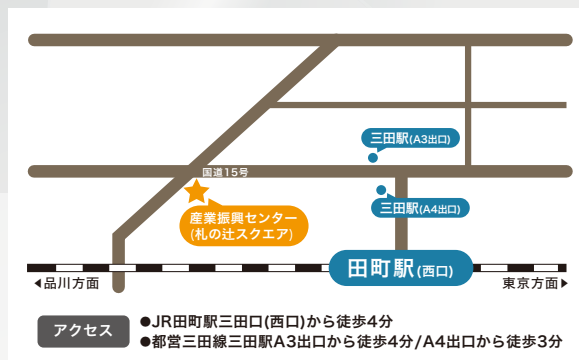 三田駅(A3出口)
国道15号
三田駅(A4出口)
産業振興センター
(札の辻スクエア)
田町駅(西口)
◀品川方面
東京方面▶
アクセス
●JR田町駅三田口(西口)から徒歩4分
●都営三田線三田駅A3出口から徒歩4分/A4出口から徒歩3分